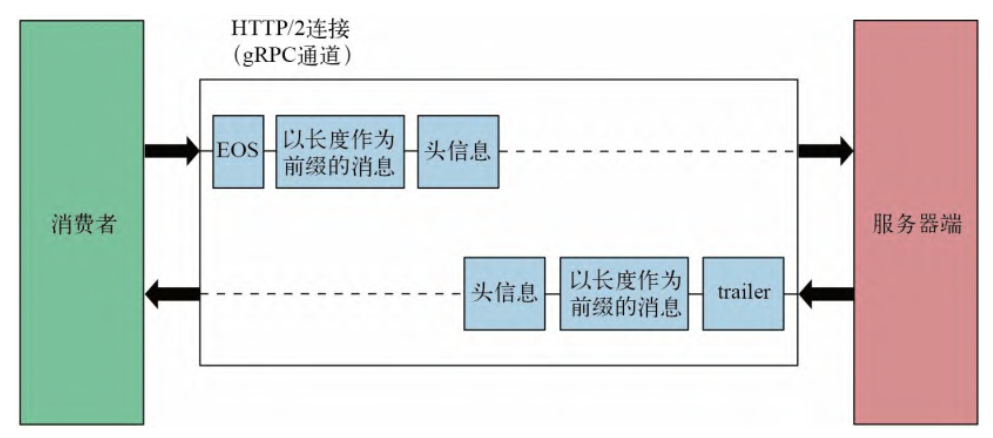 HTTP/2连接
（gRPC通道）
EOS
以长度作为
前缀的消息
头信息
消费者
服务器端
头信息
以长度作为
前缀的消息
trailer